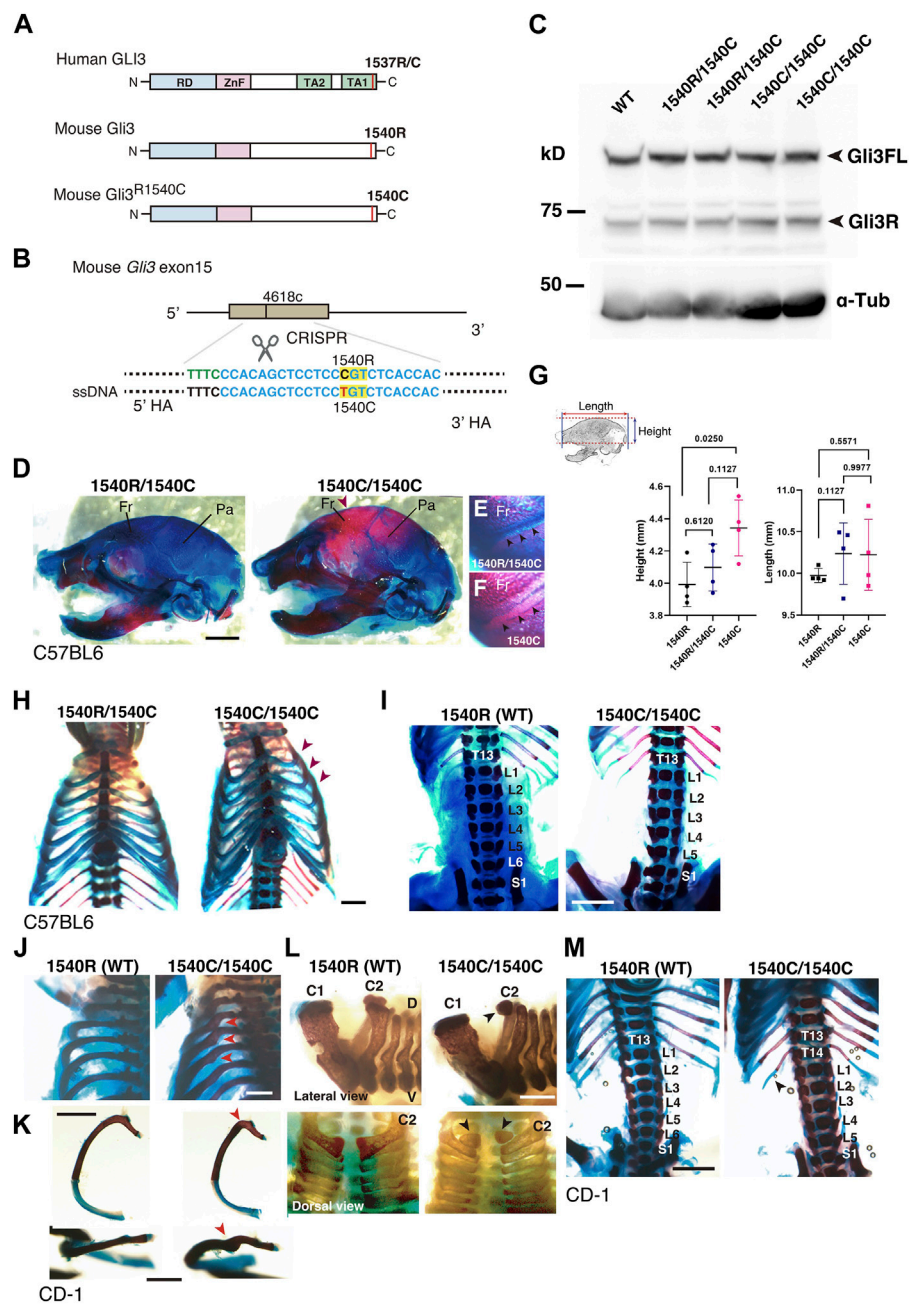 A
Human GLI3
1537R/C
N
RD
ZnF
TA2
TA1
C
Mouse Gli3
1540R
N
C
Mouse Gli3R1540C
1540C
N
C
B
Mouse Gli3 exon15
4618c
5’
3’
CRISPR
1540R
TTTCCCACAGCTCCTCCCGTCTCACCAC
ssDNA
TTTCCCACAGCTCCTCCTGTCTCACCAC
5’ HA
1540C
3’ HA
C
WT
1540R/1540C
1540R/1540C
1540C/1540C
1540C/1540C
kD
Gli3FL
75
Gli3R
50
α-Tub
D
1540R/1540C
1540C/1540C
Fr
Pa
Fr
Pa
C57BL6
E
Fr
1540R/1540C
F
Fr
1540C
G
Length
Height
0.0250
0.1127
0.6120
Height (mm)
4.6
4.4
4.2
4.0
3.8
1540R
1540R/1540C
1540C
0.5571
0.9977
0.1127
Length (mm)
11.0
10.5
10.0
9.5
1540R
1540R/1540C
1540C
H
1540R/1540C
1540C/1540C
C57BL6
I
1540R (WT)
1540C/1540C
T13
L1
L2
L3
L4
L5
L6
S1
T13
L1
L2
L3
L4
L5
S1
J
1540R (WT)
1540C/1540C
K
CD-1
L
1540R (WT)
1540C/1540C
C1
C2
D
V
Lateral view
C1
C2
C2
Dorsal view
C2
M
1540R (WT)
1540C/1540C
T13
L1
L2
L3
L4
L5
L6
S1
T13
T14
L1
L2
L3
L4
L5
S1
CD-1